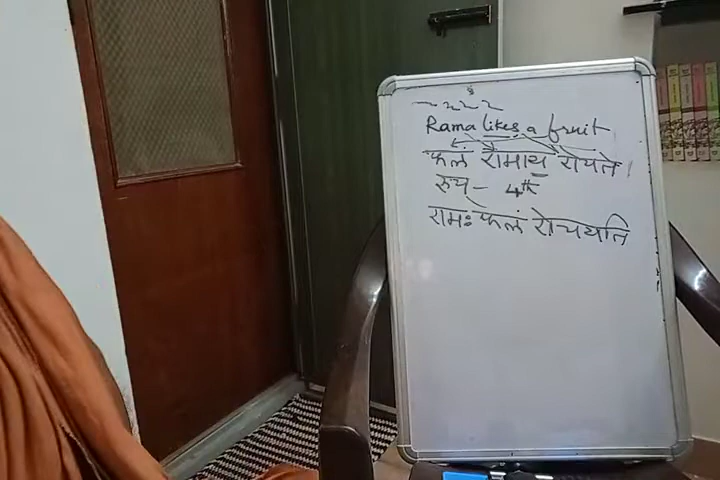 Rama likes a fruit
फलं रामाय रोचते
रुच् - 4th
रामः फलं रोचयति